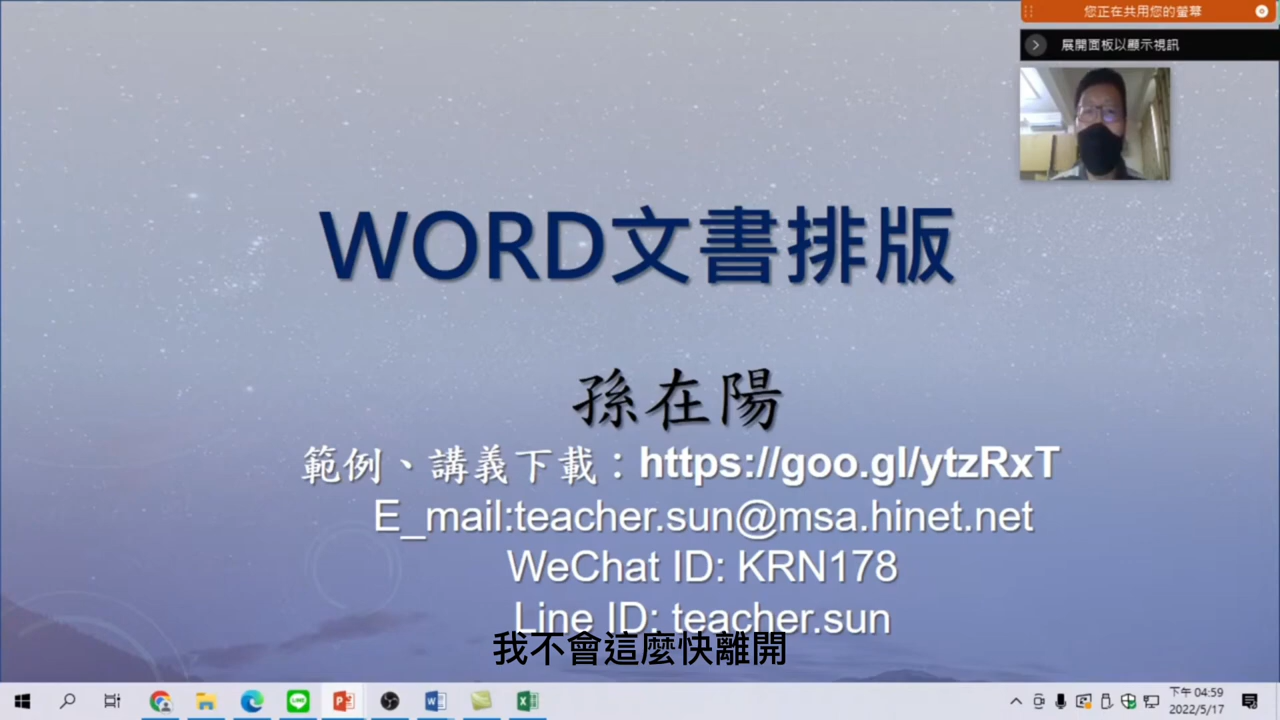 您正在共用您的螢幕
展開面板以顯示視訊
WORD文書排版
孫在陽
範例、講義下載：https://goo.gl/ytzRxT
E_mail:teacher.sun@msa.hinet.net
WeChat ID: KRN178
Line ID: teacher.sun
我不會這麼快離開
下午 04:59
2022/5/17